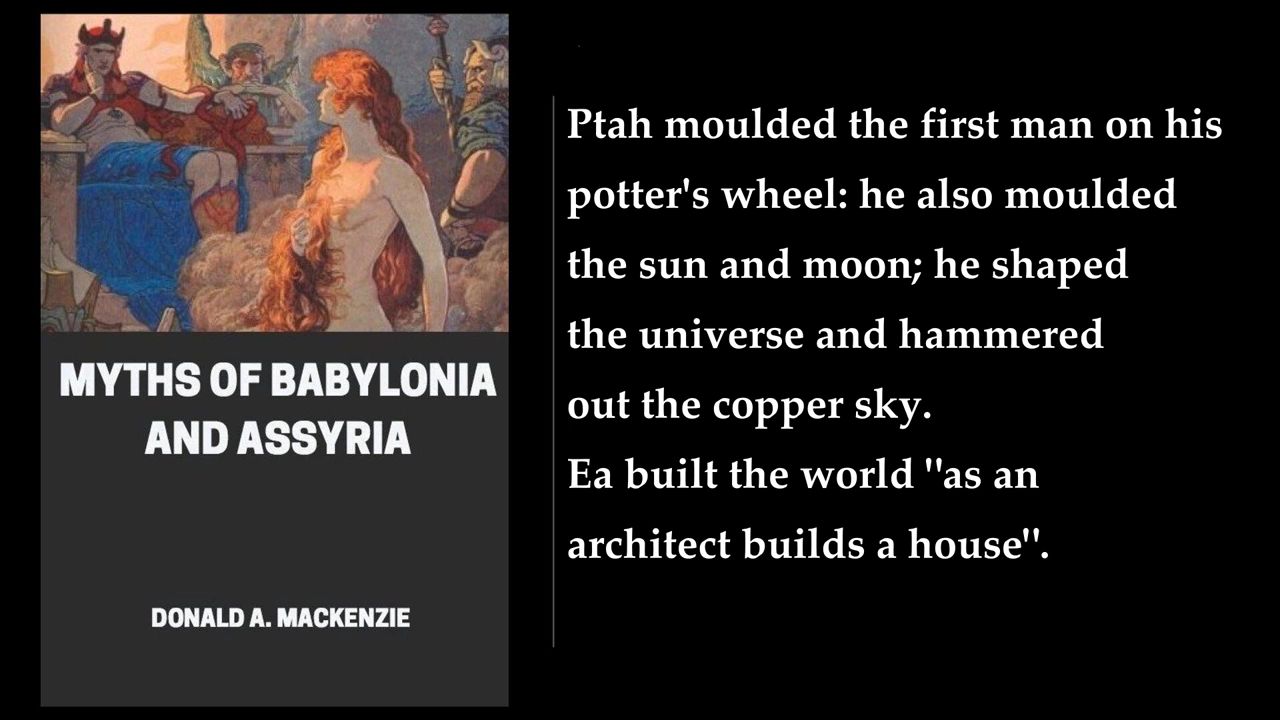 MYTHS OF BABYLONIA
AND ASSYRIA
DONALD A. MACKENZIE
Ptah moulded the first man on his
potter's wheel: he also moulded
the sun and moon; he shaped
the universe and hammered
out the copper sky.
Ea built the world "as an
architect builds a house".